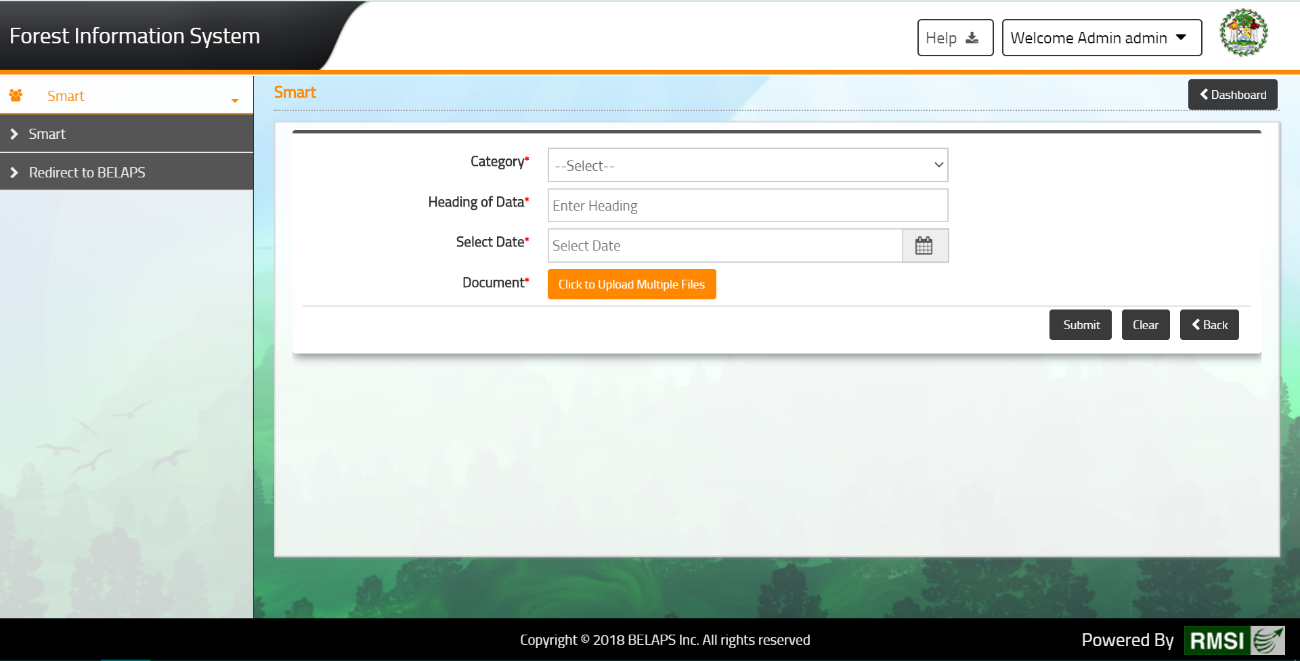 Forest Information System
Help
Welcome Admin admin
Smart
Smart
Redirect to BELAPS
Smart
Dashboard
Category*
--Select--
Heading of Data*
Enter Heading
Select Date*
Select Date
Document*
Click to Upload Multiple Files
Submit
Clear
Back
Copyright © 2018 BELAPS Inc. All rights reserved
Powered By
RMSI